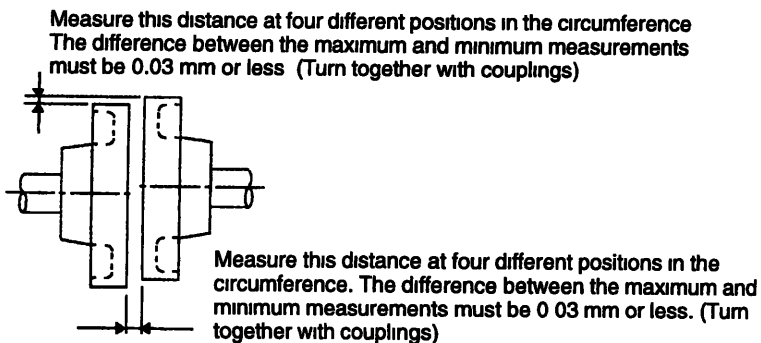 Measure this distance at four different positions in the circumference
The difference between the maximum and minimum measurements
must be 0.03 mm or less (Turn together with couplings)
Measure this distance at four different positions in the
circumference. The difference between the maximum and
minimum measurements must be 0 03 mm or less. (Turn
together with couplings)